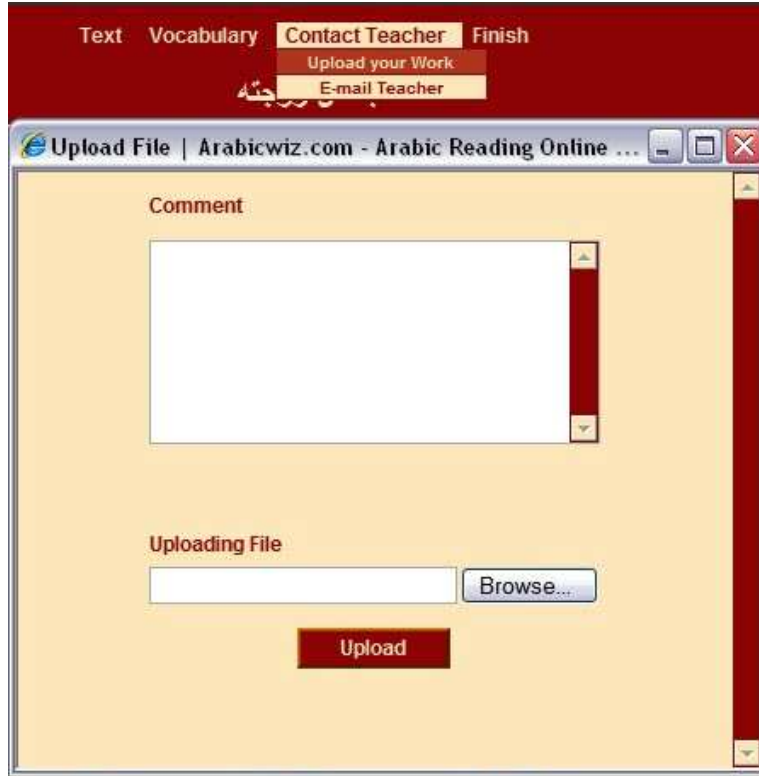 Text Vocabulary Contact Teacher Finish
Upload your Work
E-mail Teacher
Upload File | Arabicwiz.com - Arabic Reading Online ...
Comment
Uploading File
Browse...
Upload